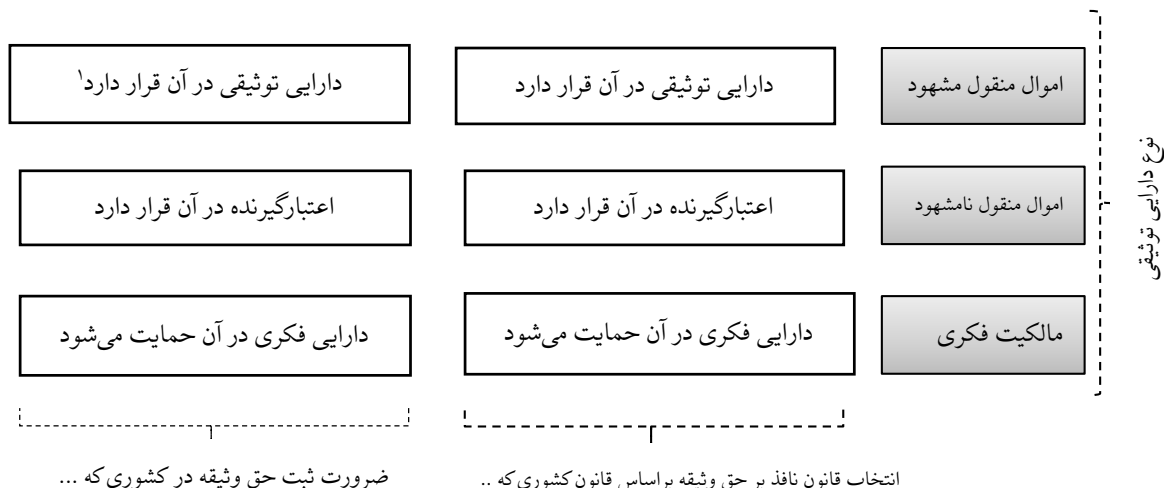 اموال منقول مشهود
دارایی توثیقی در آن قرار دارد
دارایی توثیقی در آن قرار دارد۱
اموال منقول نامشهود
اعتبارگیرنده در آن قرار دارد
اعتبارگیرنده در آن قرار دارد
مالکیت فکری
دارایی فکری در آن حمایت می‌شود
دارایی فکری در آن حمایت می‌شود
نوع دارایی توثیقی
انتخاب قانون نافذ بر حق وثیقه براساس قانون کشوری که ..
ضرورت ثبت حق وثیقه در کشوری که ...